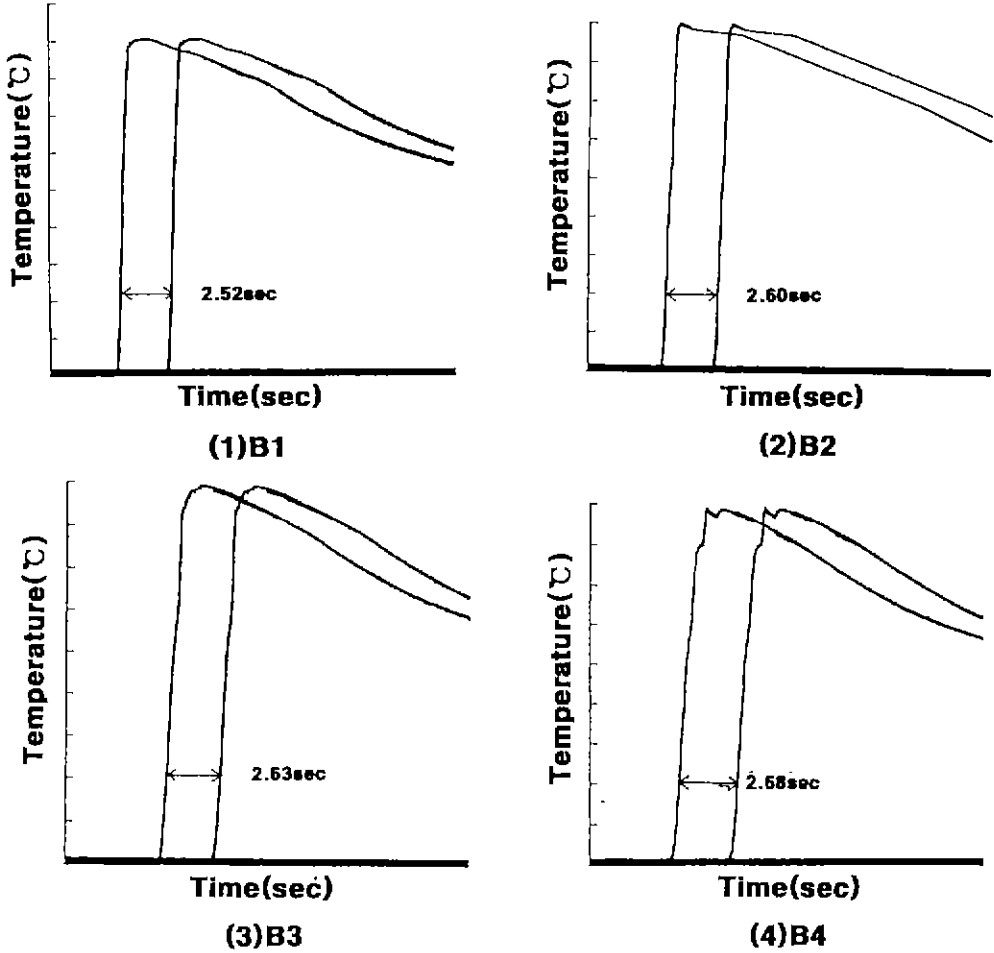 Temperature(℃)
2.52sec
Time(sec)
(1)B1
Temperature(℃)
2.60sec
Time(sec)
(2)B2
Temperature(℃)
2.63sec
Time(sec)
(3)B3
Temperature(℃)
2.68sec
Time(sec)
(4)B4